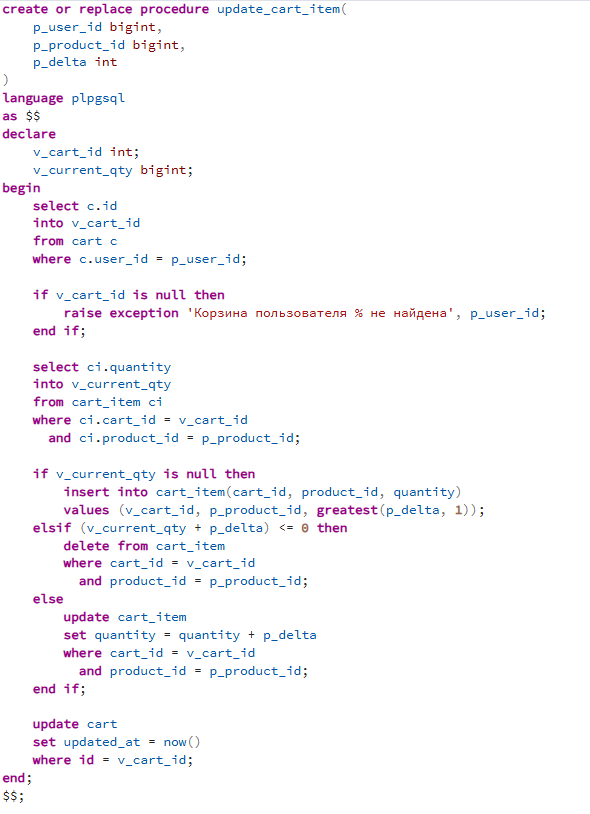 create or replace procedure update_cart_item(
    p_user_id bigint,
    p_product_id bigint,
    p_delta int
)
language plpgsql
as $$
declare
    v_cart_id int;
    v_current_qty bigint;
begin
    select c.id
    into v_cart_id
    from cart c
    where c.user_id = p_user_id;

    if v_cart_id is null then
        raise exception 'Корзина пользователя % не найдена', p_user_id;
    end if;

    select ci.quantity
    into v_current_qty
    from cart_item ci
    where ci.cart_id = v_cart_id
      and ci.product_id = p_product_id;

    if v_current_qty is null then
        insert into cart_item(cart_id, product_id, quantity)
        values (v_cart_id, p_product_id, greatest(p_delta, 1));
    elsif (v_current_qty + p_delta) <= 0 then
        delete from cart_item
        where cart_id = v_cart_id
          and product_id = p_product_id;
    else
        update cart_item
        set quantity = quantity + p_delta
        where cart_id = v_cart_id
          and product_id = p_product_id;
    end if;

    update cart
    set updated_at = now()
    where id = v_cart_id;
end;
$$;